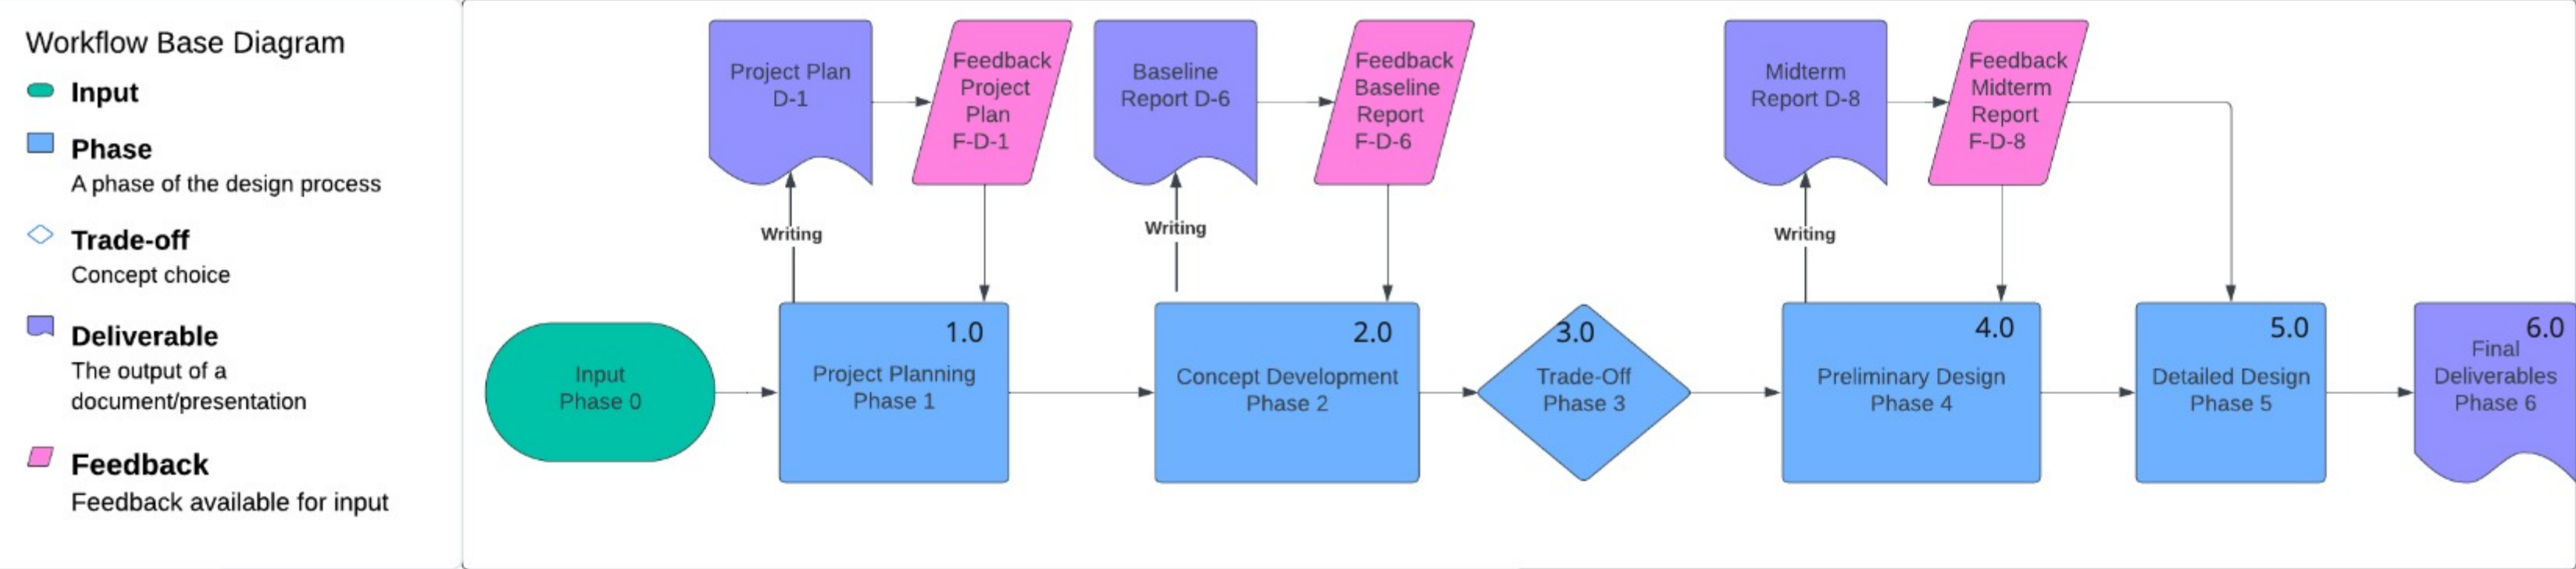 Workflow Base Diagram
Input
Phase
A phase of the design process
Trade-off
Concept choice
Deliverable
The output of a
document/presentation
Feedback
Feedback available for input
Project Plan
D-1
Feedback
Project
Plan
F-D-1
Baseline
Report D-6
Feedback
Baseline
Report
F-D-6
Midterm
Report D-8
Feedback
Midterm
Report
F-D-8
Writing
Writing
Writing
Input
Phase 0
1.0
Project Planning
Phase 1
2.0
Concept Development
Phase 2
3.0
Trade-Off
Phase 3
4.0
Preliminary Design
Phase 4
5.0
Detailed Design
Phase 5
6.0
Final
Deliverables
Phase 6